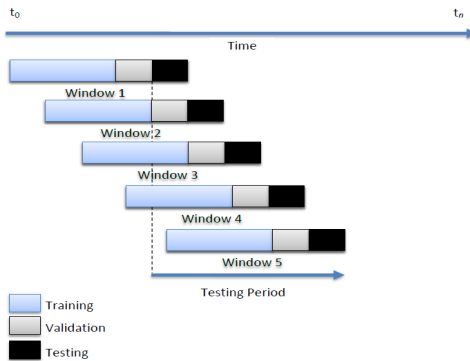 t0
tn
Time
Window 1
Window 2
Window 3
Window 4
Window 5
Testing Period
Training
Validation
Testing